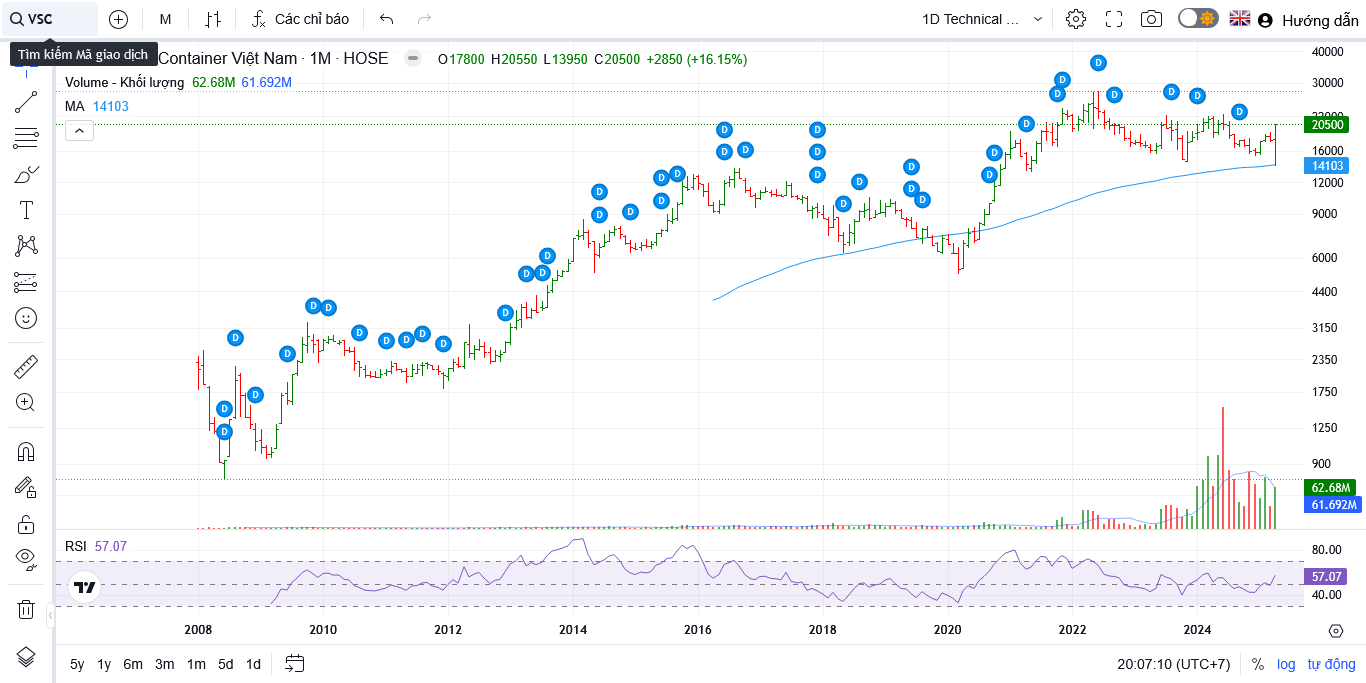 VSC
M
Các chỉ báo
1D Technical ...
Hướng dẫn
Tìm kiếm Mã giao dịch
Container Việt Nam · 1M · HOSE
O17800 H20550 L13950 C20500 +2850 (+16.15%)
Volume - Khối lượng 62.68M 61.692M
MA 14103
40000
30000
20500
16000
14103
12000
9000
6000
4400
3150
2350
1750
1250
900
62.68M
61.692M
D D D D D D D D D D D D D D D D D D D D D D D D D D D D D D D D D D D D D D D D D D D D D
RSI 57.07
80.00
57.07
40.00
2008 2010 2012 2014 2016 2018 2020 2022 2024
5y 1y 6m 3m 1m 5d 1d
20:07:10 (UTC+7) % log tự động